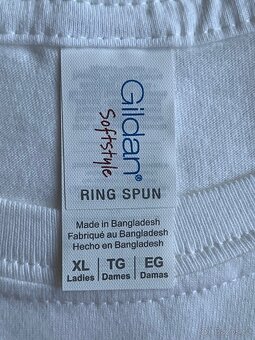 Gildan®
Softstyle
RING SPUN
Made in Bangladesh
Fabriqué au Bangladesh
Hecho en Bangladesh
XL TG EG
Ladies Dames Damas